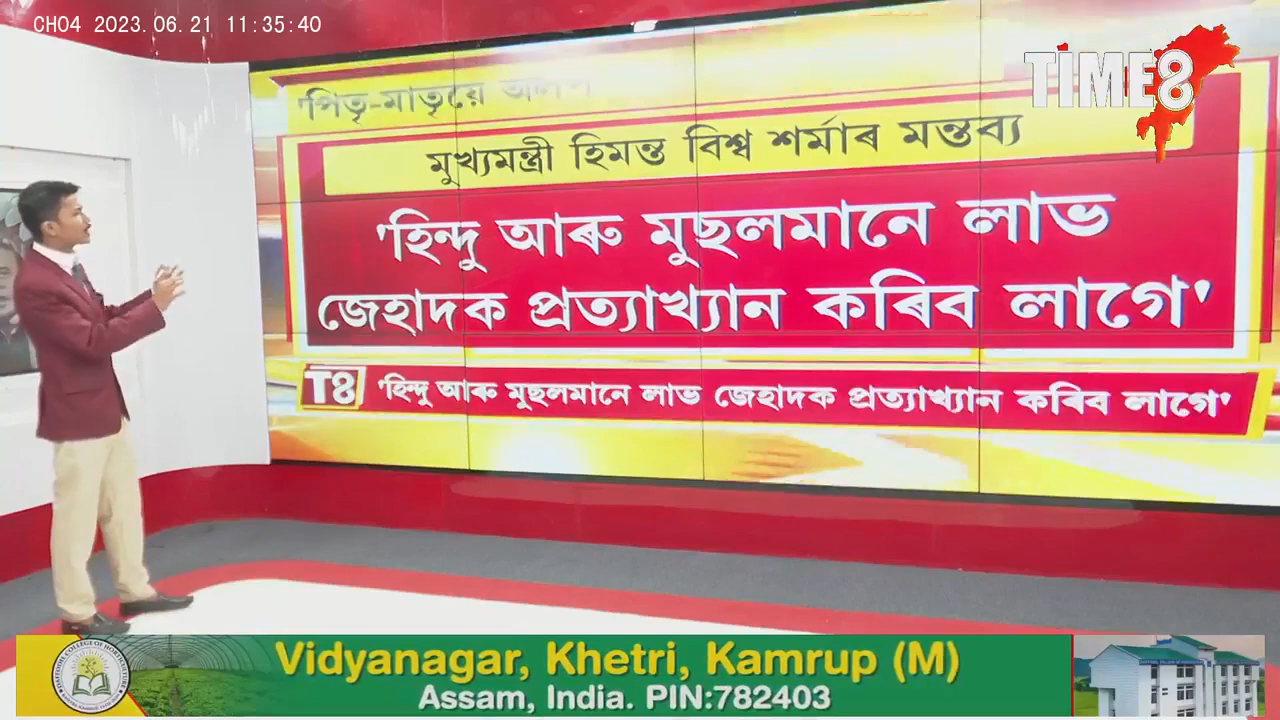 CH04 2023.06.21 11:35:40
TIME8
'পিতৃ-মাতৃয়ে
মুখ্যমন্ত্ৰী হিমন্ত বিশ্ব শৰ্মাৰ মন্তব্য
'হিন্দু আৰু মুছলমানে লাভ
জেহাদক প্ৰত্যাখ্যান কৰিব লাগে'
T8 'হিন্দু আৰু মুছলমানে লাভ জেহাদক প্ৰত্যাখ্যান কৰিব লাগে'
Vidyanagar, Khetri, Kamrup (M)
Assam, India. PIN:782403